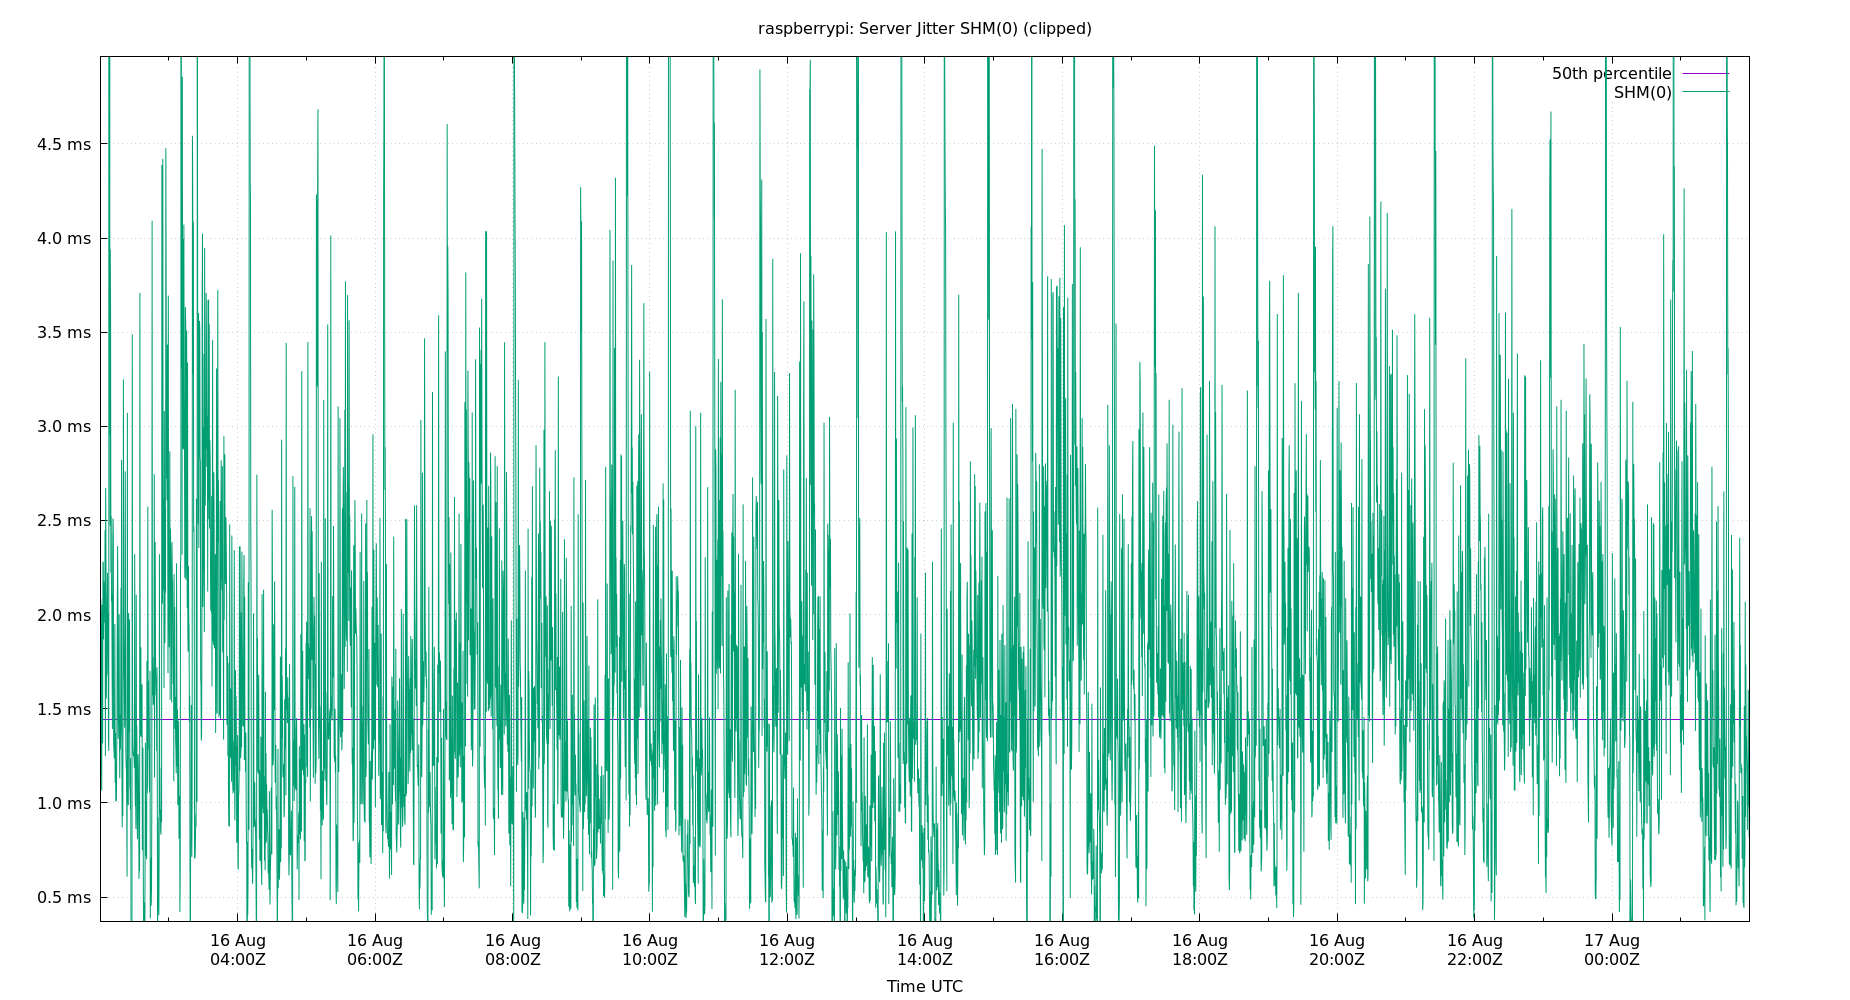 raspberrypi: Server Jitter SHM(0) (clipped)
50th percentile
SHM(0)
4.5 ms
4.0 ms
3.5 ms
3.0 ms
2.5 ms
2.0 ms
1.5 ms
1.0 ms
0.5 ms
16 Aug 16 Aug 16 Aug 16 Aug 16 Aug 16 Aug 16 Aug 16 Aug 16 Aug 16 Aug 17 Aug
04:00Z 06:00Z 08:00Z 10:00Z 12:00Z 14:00Z 16:00Z 18:00Z 20:00Z 22:00Z 00:00Z
Time UTC